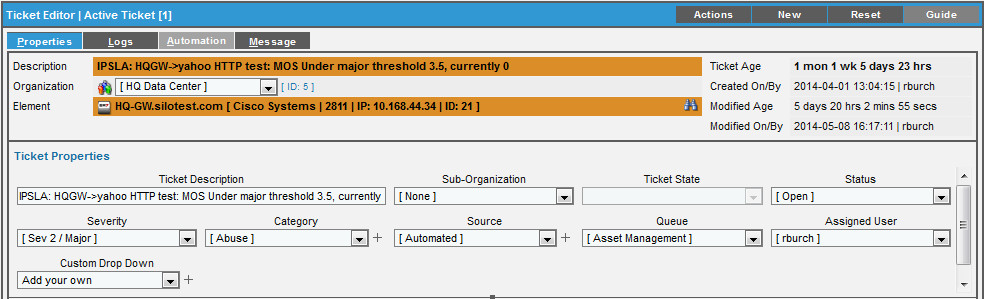 Ticket Editor | Active Ticket [1] Actions New Reset Guide
Properties Logs Automation Message
Description IPSLA: HQGW->yahoo HTTP test: MOS Under major threshold 3.5, currently 0 Ticket Age 1 mon 1 wk 5 days 23 hrs
Organization [ HQ Data Center ] [ ID: 5 ] Created On/By 2014-04-01 13:04:15 | rburch
Element HQ-GW.silotest.com [ Cisco Systems | 2811 | IP: 10.168.44.34 | ID: 21 ] Modified Age 5 days 20 hrs 2 mins 55 secs
Modified On/By 2014-05-08 16:17:11 | rburch
Ticket Properties
Ticket Description Sub-Organization Ticket State Status
IPSLA: HQGW->yahoo HTTP test: MOS Under major threshold 3.5, currently [ None ] [ Open ]
Severity Category Source Queue Assigned User
[ Sev 2 / Major ] [ Abuse ] + [ Automated ] + [ Asset Management ] [ rburch ]
Custom Drop Down
Add your own +